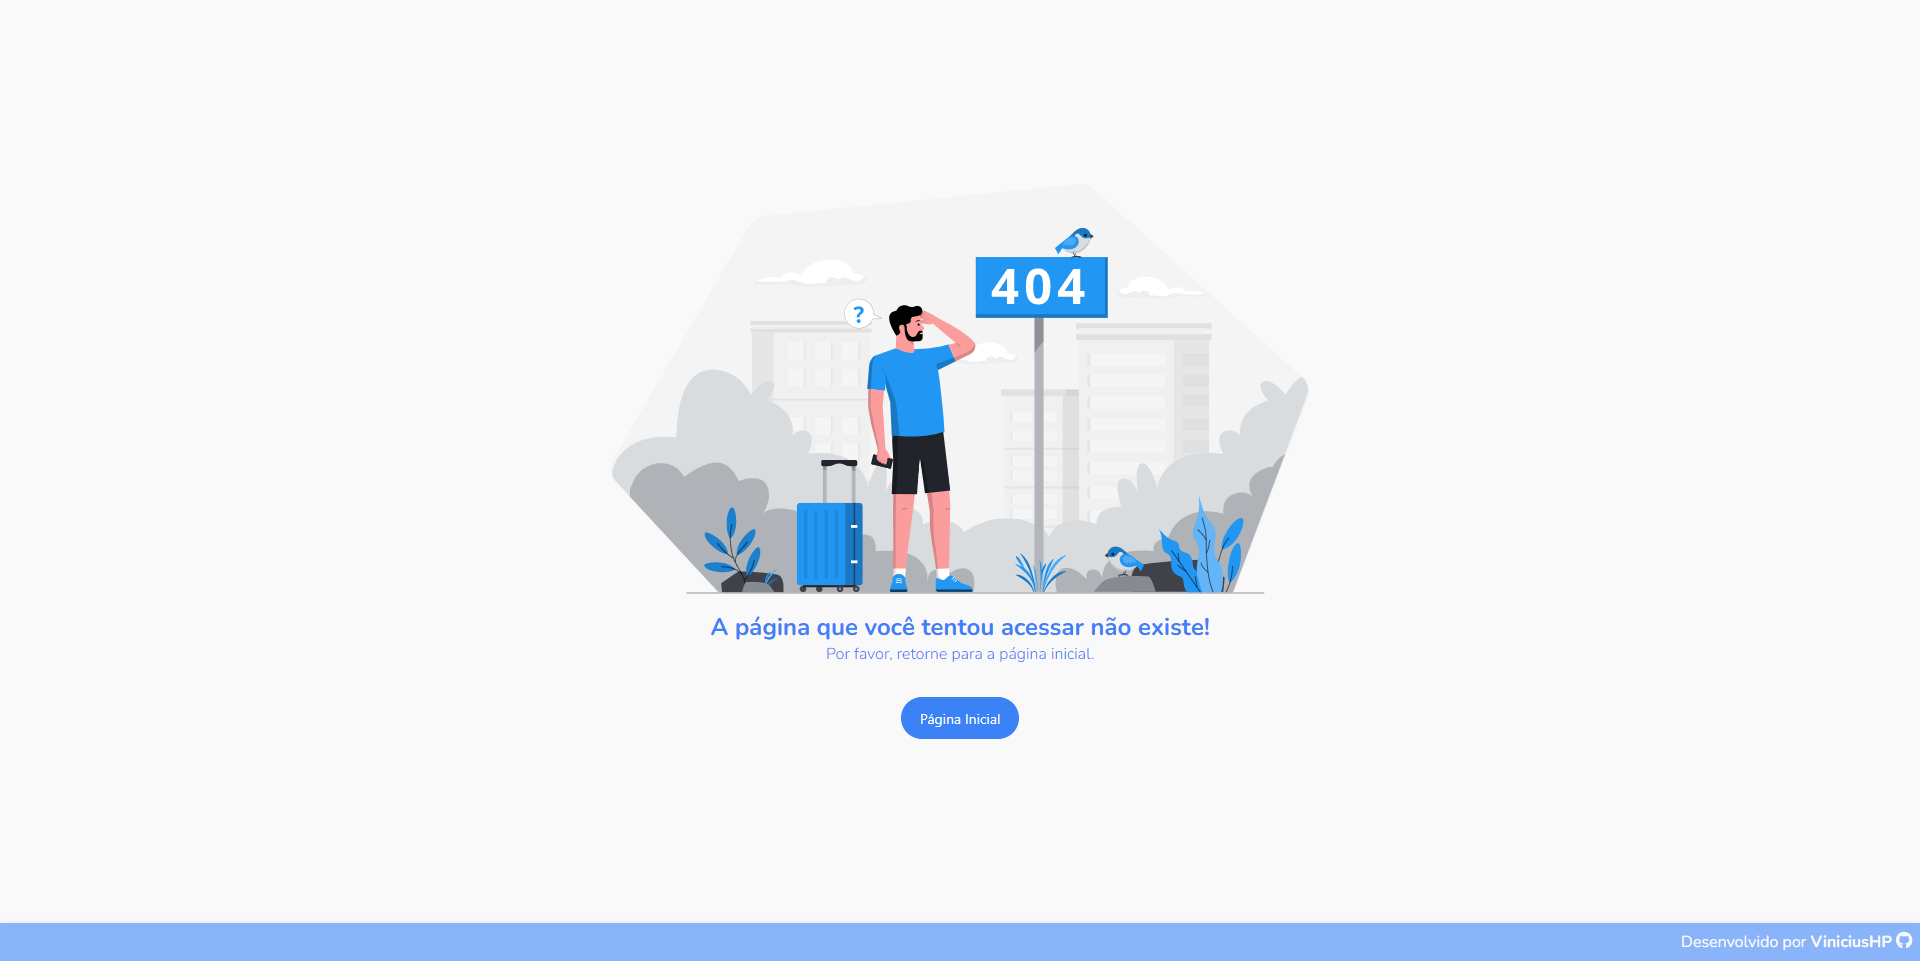 404
?
A página que você tentou acessar não existe!
Por favor, retorne para a página inicial.
Página Inicial
Desenvolvido por ViniciusHP